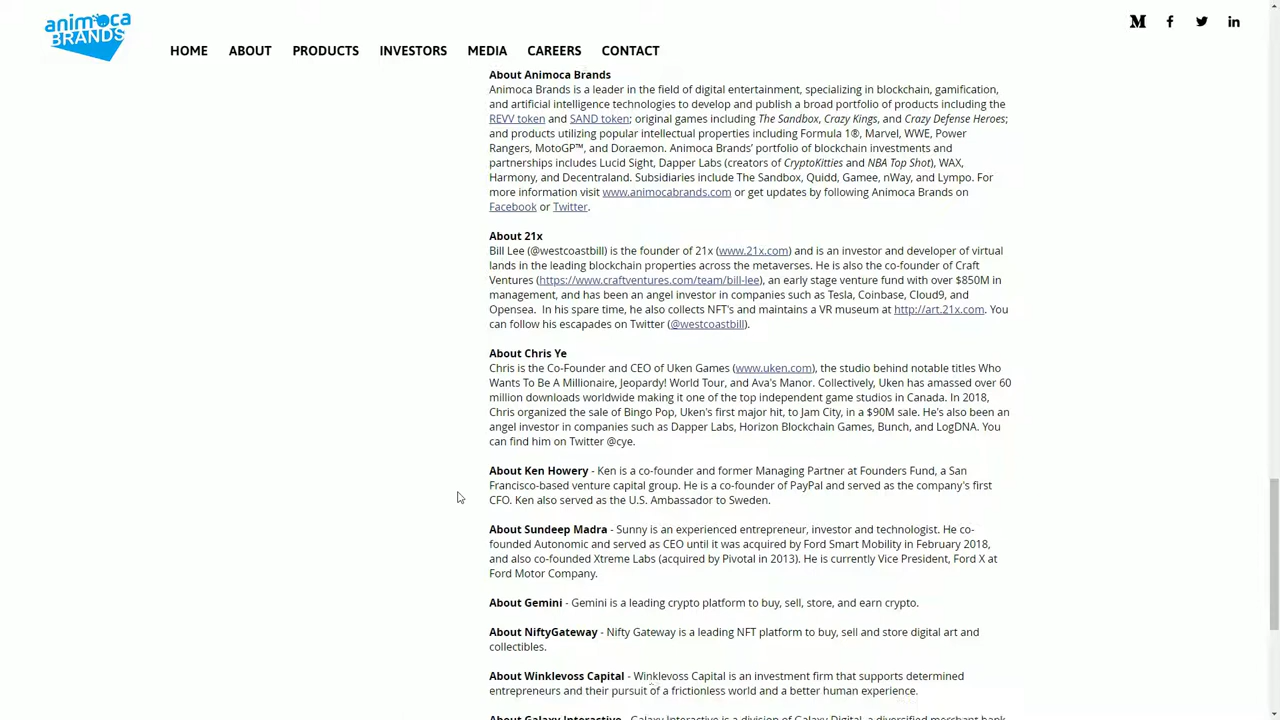 animoca
BRANDS
HOME ABOUT PRODUCTS INVESTORS MEDIA CAREERS CONTACT
About Animoca Brands
Animoca Brands is a leader in the field of digital entertainment, specializing in blockchain, gamification,
and artificial intelligence technologies to develop and publish a broad portfolio of products including the
REVV token and SAND token; original games including The Sandbox, Crazy Kings, and Crazy Defense Heroes;
and products utilizing popular intellectual properties including Formula 1®, Marvel, WWE, Power
Rangers, MotoGP™, and Doraemon. Animoca Brands' portfolio of blockchain investments and
partnerships includes Lucid Sight, Dapper Labs (creators of CryptoKitties and NBA Top Shot), WAX,
Harmony, and Decentraland. Subsidiaries include The Sandbox, Quidd, Gamee, nWay, and Lympo. For
more information visit www.animocabrands.com or get updates by following Animoca Brands on
Facebook or Twitter.
About 21x
Bill Lee (@westcoastbill) is the founder of 21x (www.21x.com) and is an investor and developer of virtual
lands in the leading blockchain properties across the metaverses. He is also the co-founder of Craft
Ventures (https://www.craftventures.com/team/bill-lee), an early stage venture fund with over $850M in
management, and has been an angel investor in companies such as Tesla, Coinbase, Cloud9, and
Opensea. In his spare time, he also collects NFT's and maintains a VR museum at http://art.21x.com. You
can follow his escapades on Twitter (@westcoastbill).
About Chris Ye
Chris is the Co-Founder and CEO of Uken Games (www.uken.com), the studio behind notable titles Who
Wants To Be A Millionaire, Jeopardy! World Tour, and Ava's Manor. Collectively, Uken has amassed over 60
million downloads worldwide making it one of the top independent game studios in Canada. In 2018,
Chris organized the sale of Bingo Pop, Uken's first major hit, to Jam City, in a $90M sale. He's also been an
angel investor in companies such as Dapper Labs, Horizon Blockchain Games, Bunch, and LogDNA. You
can find him on Twitter @cye.
About Ken Howery - Ken is a co-founder and former Managing Partner at Founders Fund, a San
Francisco-based venture capital group. He is a co-founder of PayPal and served as the company's first
CFO. Ken also served as the U.S. Ambassador to Sweden.
About Sundeep Madra - Sunny is an experienced entrepreneur, investor and technologist. He co-
founded Autonomic and served as CEO until it was acquired by Ford Smart Mobility in February 2018,
and also co-founded Xtreme Labs (acquired by Pivotal in 2013). He is currently Vice President, Ford X at
Ford Motor Company.
About Gemini - Gemini is a leading crypto platform to buy, sell, store, and earn crypto.
About NiftyGateway - Nifty Gateway is a leading NFT platform to buy, sell and store digital art and
collectibles.
About Winklevoss Capital - Winklevoss Capital is an investment firm that supports determined
entrepreneurs and their pursuit of a frictionless world and a better human experience.
About Galaxy Interactive - Galaxy Interactive is a division of Galaxy Digital, a diversified merchant bank